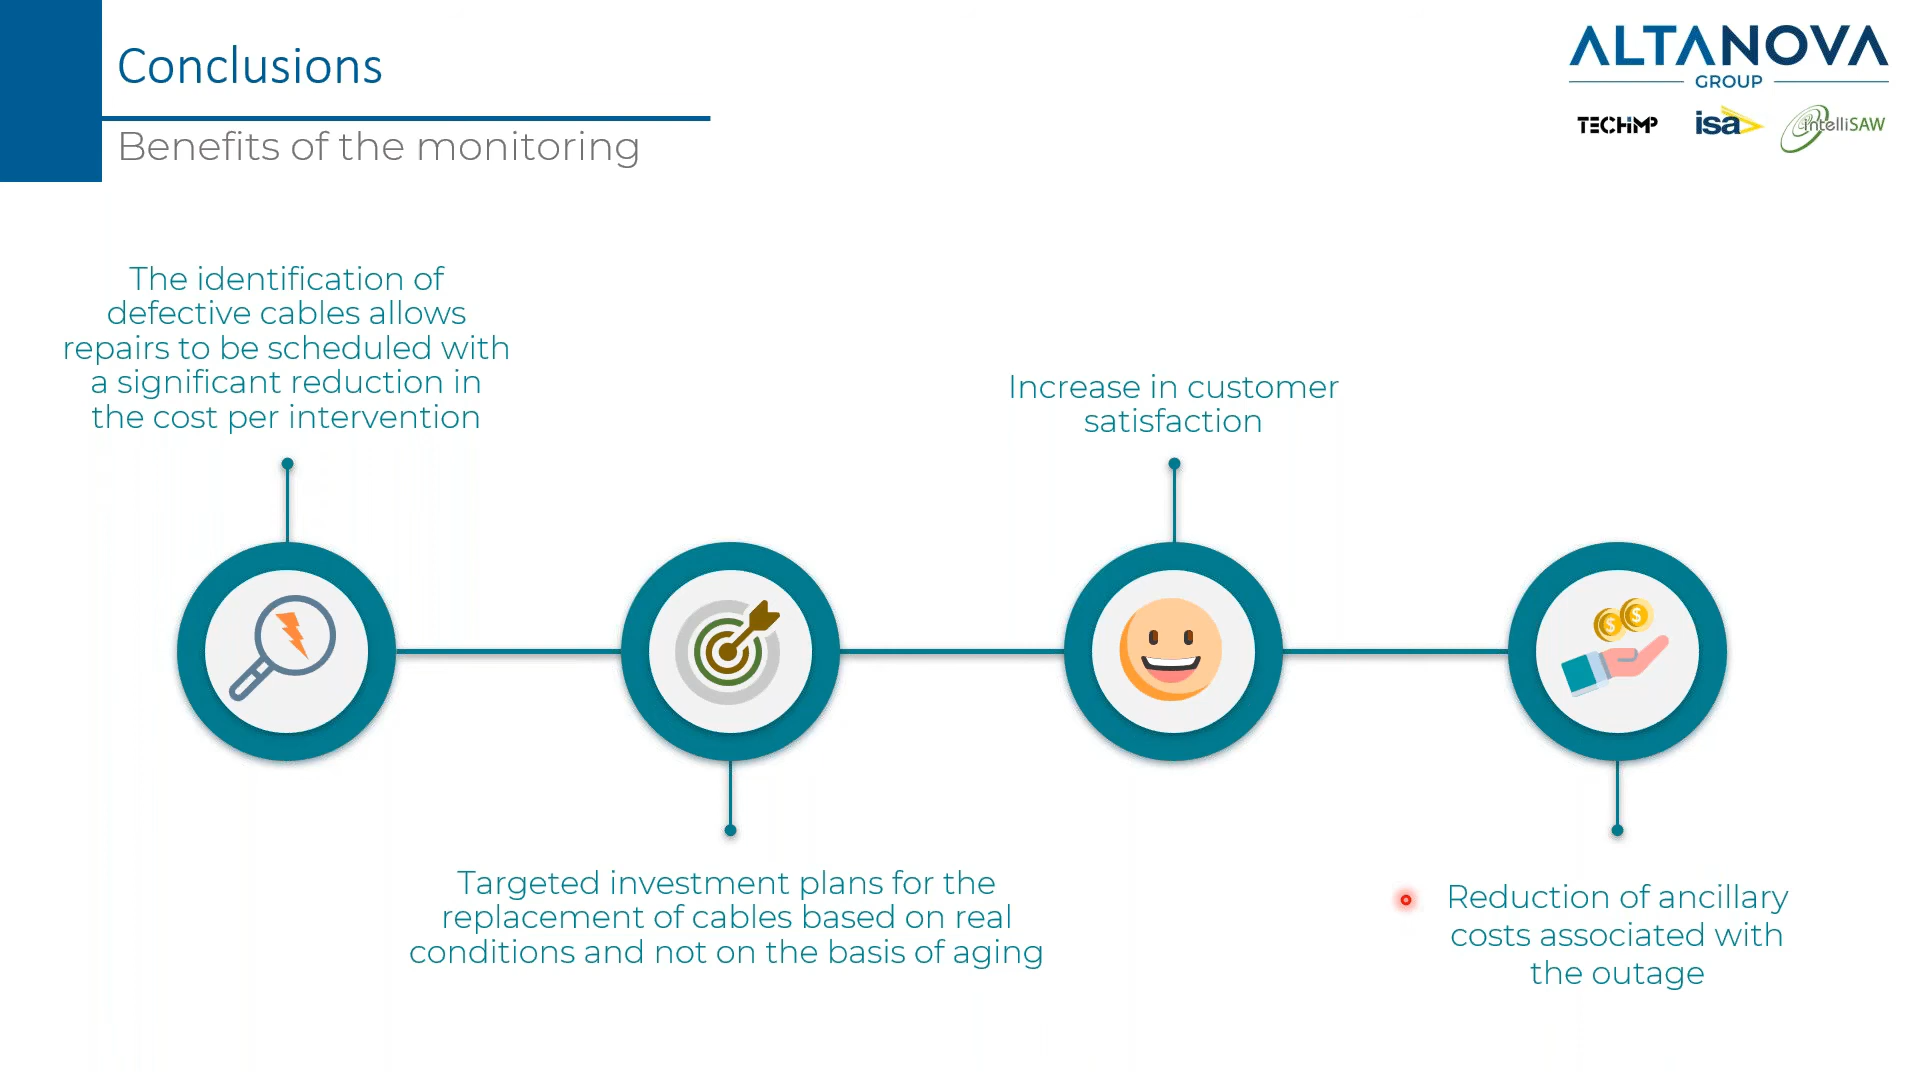 Conclusions
Benefits of the monitoring
ALTANOVA
GROUP
TECHIMP
isa
intelliSAW
The identification of
defective cables allows
repairs to be scheduled with
a significant reduction in
the cost per intervention
Increase in customer
satisfaction
Targeted investment plans for the
replacement of cables based on real
conditions and not on the basis of aging
Reduction of ancillary
costs associated with
the outage